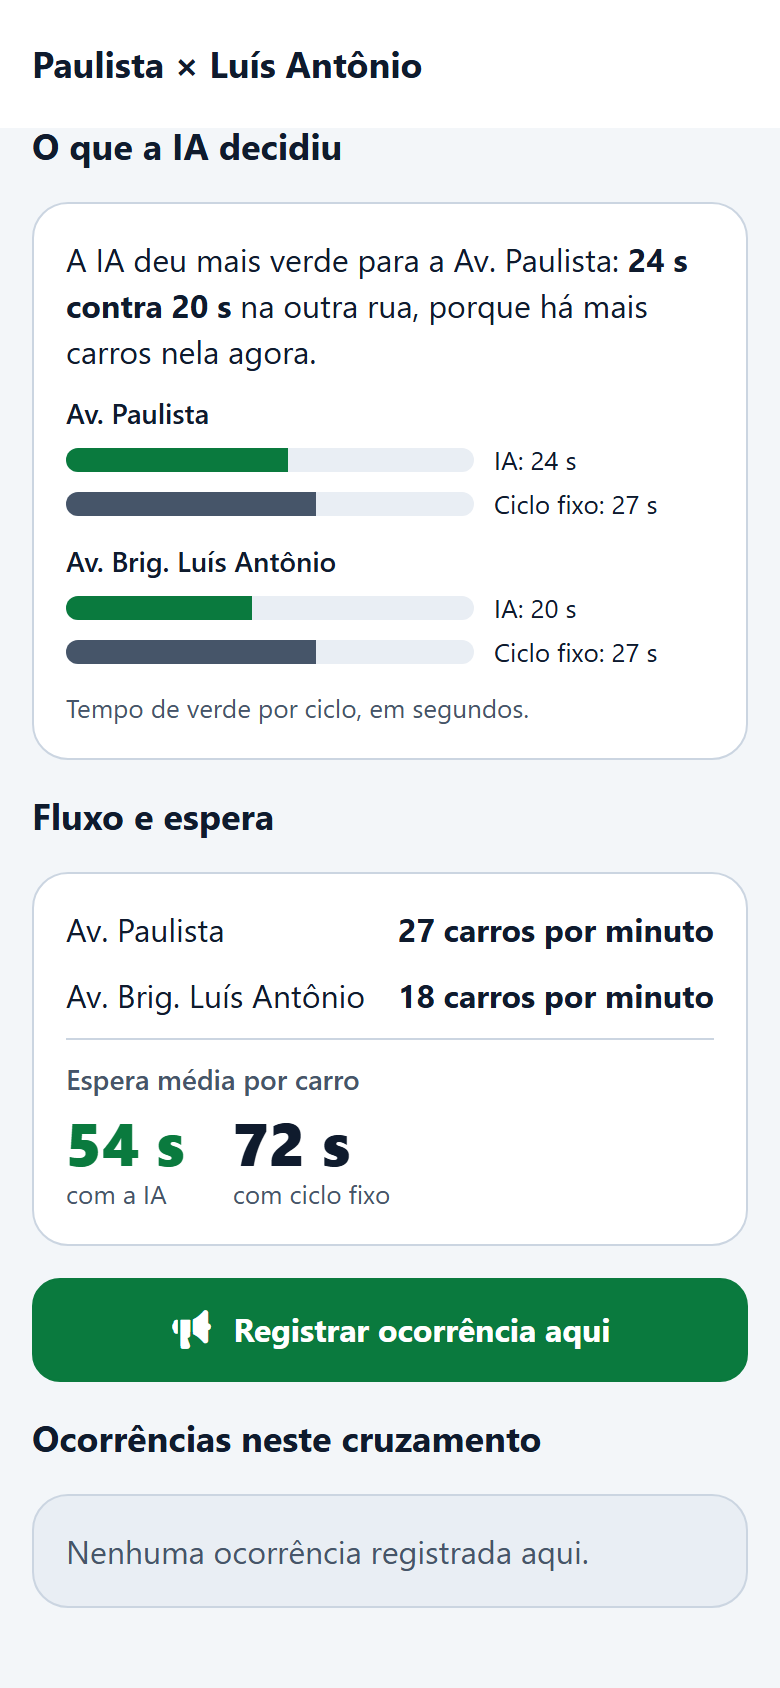 Paulista × Luís Antônio
O que a IA decidiu
A IA deu mais verde para a Av. Paulista: 24 s
contra 20 s na outra rua, porque há mais
carros nela agora.
Av. Paulista
IA: 24 s
Ciclo fixo: 27 s
Av. Brig. Luís Antônio
IA: 20 s
Ciclo fixo: 27 s
Tempo de verde por ciclo, em segundos.
Fluxo e espera
Av. Paulista 27 carros por minuto
Av. Brig. Luís Antônio 18 carros por minuto
Espera média por carro
54 s 72 s
com a IA com ciclo fixo
Registrar ocorrência aqui
Ocorrências neste cruzamento
Nenhuma ocorrência registrada aqui.